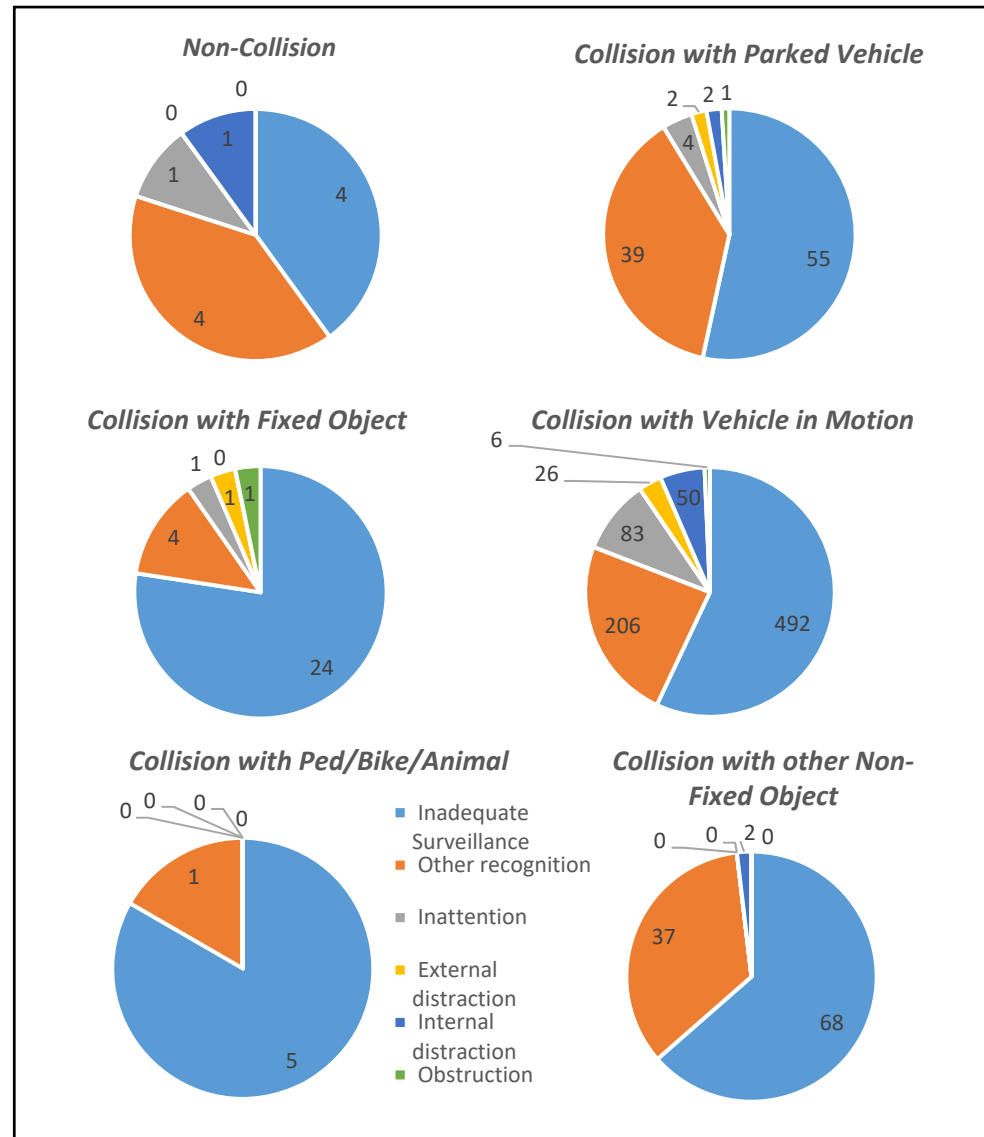 Non-Collision
0
0
1
1
4
4
Collision with Parked Vehicle
2
2
1
4
39
55
Collision with Fixed Object
1
0
1
1
4
24
Collision with Vehicle in Motion
6
26
50
83
206
492
Collision with Ped/Bike/Animal
0
0
0
0
1
5
Inadequate
Surveillance
Other recognition
Inattention
External
distraction
Internal
distraction
Obstruction
Collision with other Non-
Fixed Object
0
0
2
0
37
68